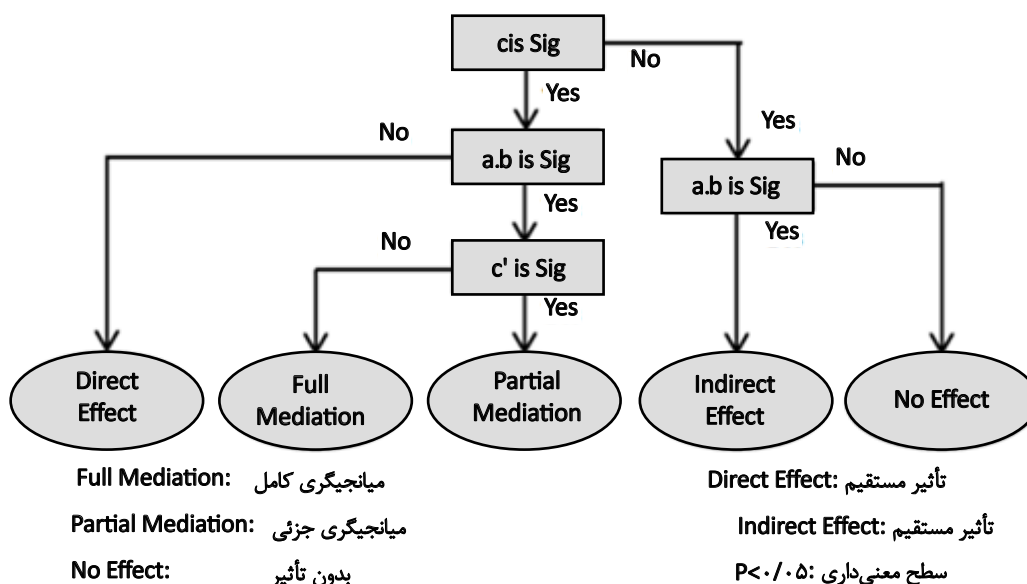 cis Sig
No
Yes
Yes
No
a.b is Sig
No
a.b is Sig
Yes
Yes
No
c' is Sig
Yes
Direct
Effect
Full
Mediation
Partial
Mediation
Indirect
Effect
No Effect
Full Mediation: میانجیگری کامل
Direct Effect: تأثیر مستقیم
Partial Mediation: میانجیگری جزئی
Indirect Effect: تأثیر مستقیم
No Effect: بدون تأثیر
P<۰/۰۵ :سطح معنی‌داری